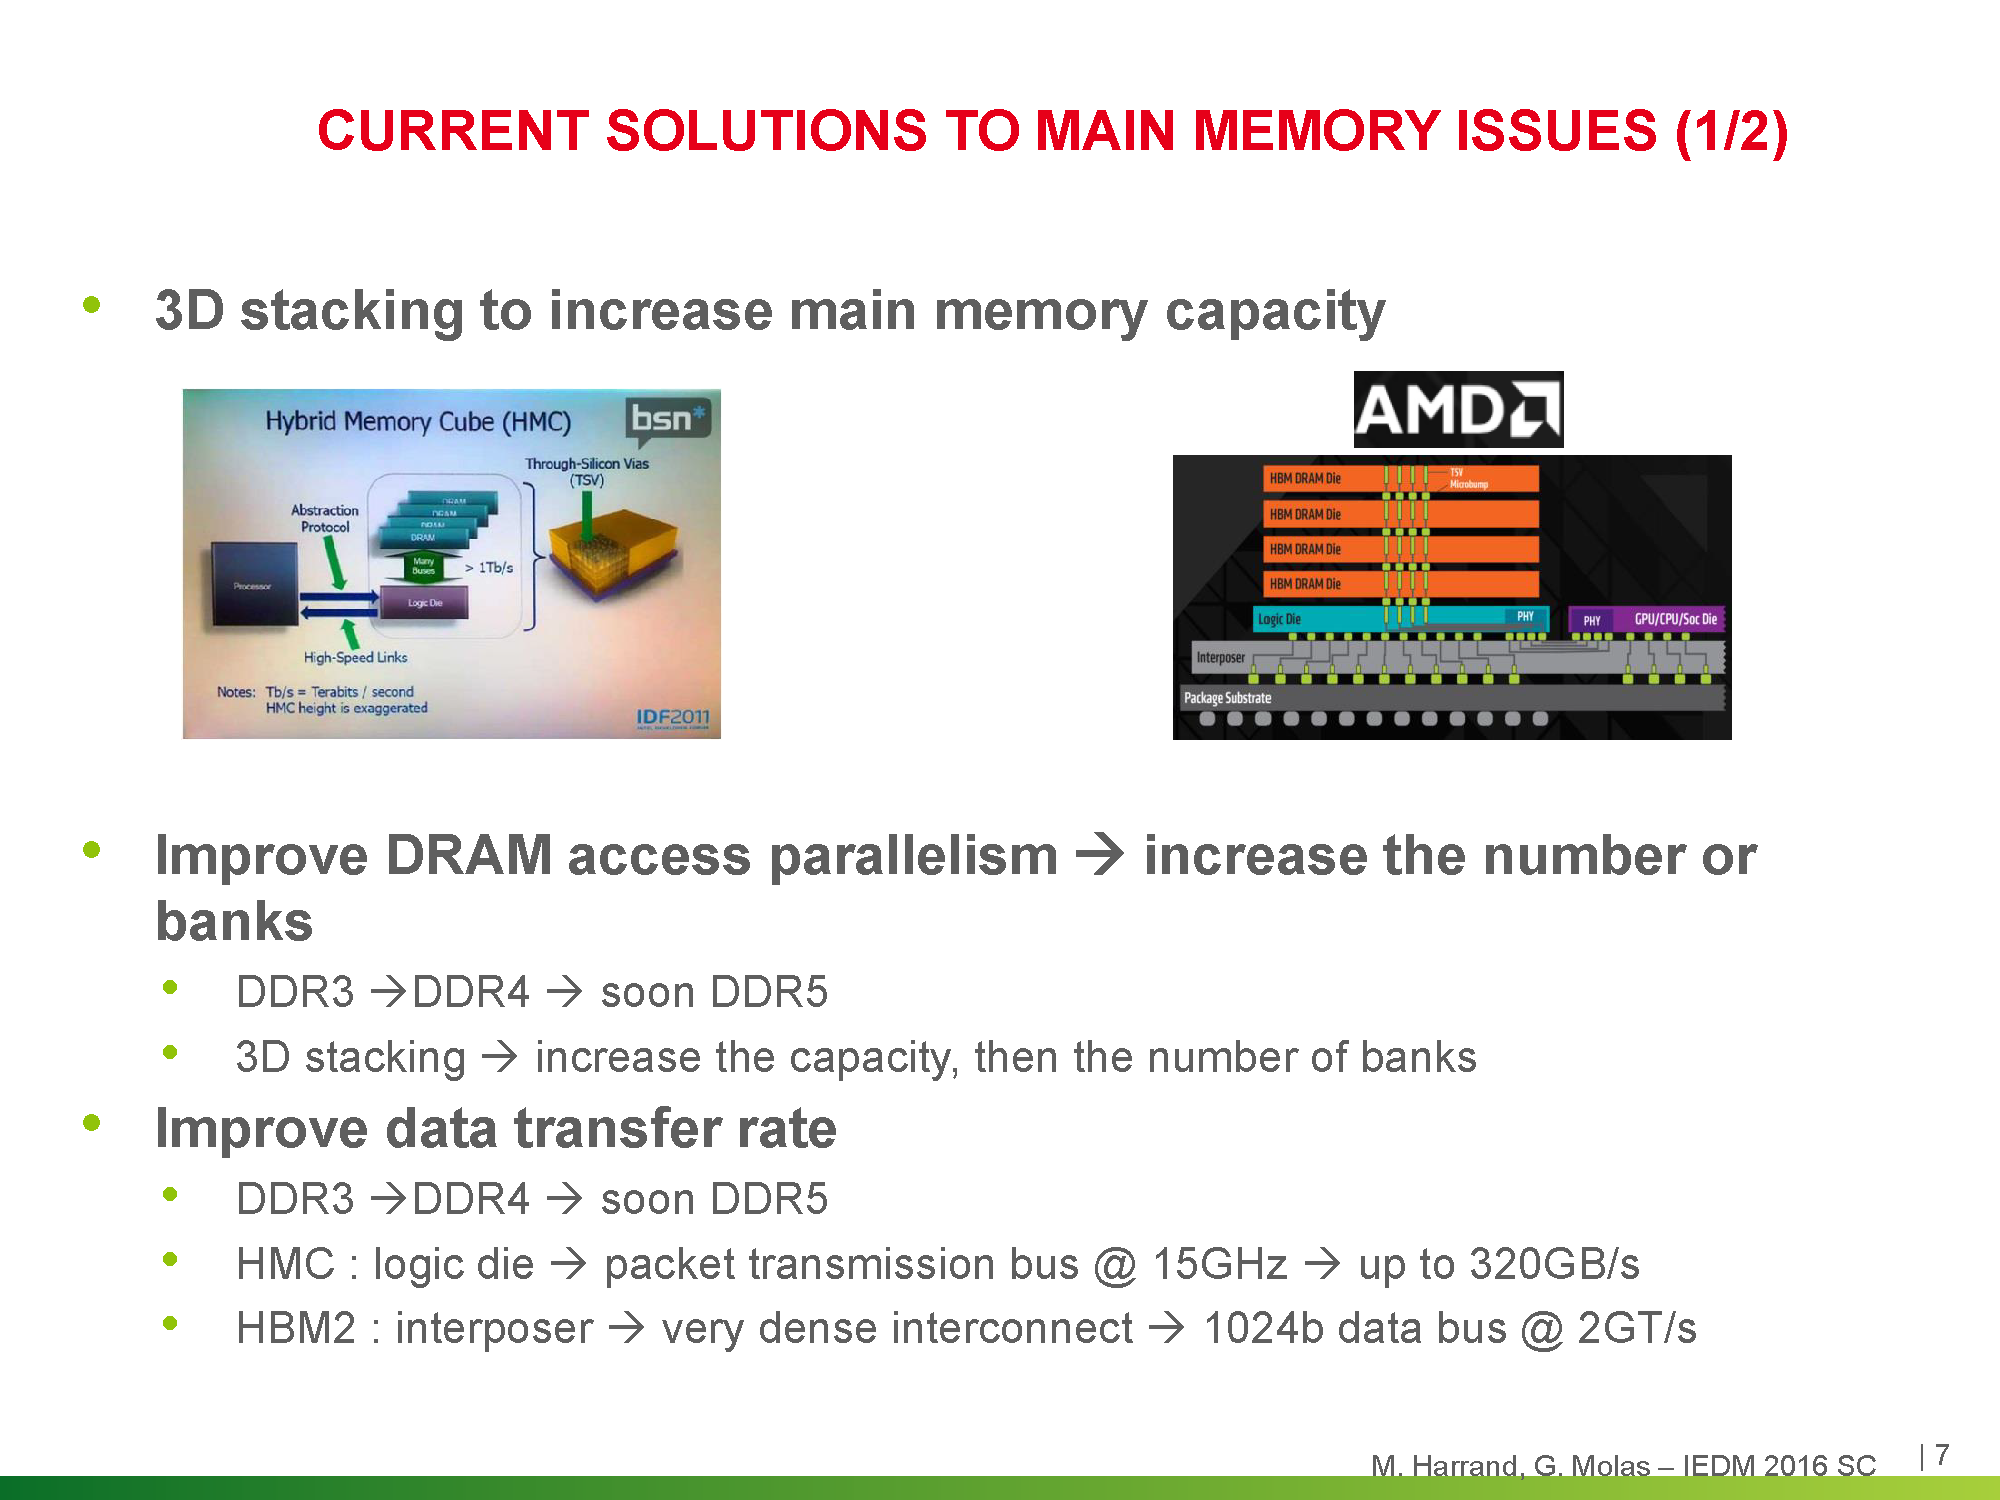 CURRENT SOLUTIONS TO MAIN MEMORY ISSUES (1/2)
• 3D stacking to increase main memory capacity
Hybrid Memory Cube (HMC)
bsn*
Through-Silicon Vias
(TSV)
Abstraction
Protocol
DRAM
DRAM
DRAM
DRAM
Many
Buses
> 1Tb/s
Processor
Logic Die
High-Speed Links
Notes: Tb/s = Terabits / second
HMC height is exaggerated
IDF2011
INTEL DEVELOPER FORUM
AMD
HBM DRAM Die
TSV
Microbump
HBM DRAM Die
HBM DRAM Die
HBM DRAM Die
Logic Die
PHY
PHY
GPU/CPU/Soc Die
Interposer
Package Substrate
• Improve DRAM access parallelism → increase the number or
banks
• DDR3 →DDR4 → soon DDR5
• 3D stacking → increase the capacity, then the number of banks
• Improve data transfer rate
• DDR3 →DDR4 → soon DDR5
• HMC : logic die → packet transmission bus @ 15GHz → up to 320GB/s
• HBM2 : interposer → very dense interconnect → 1024b data bus @ 2GT/s
M. Harrand, G. Molas – IEDM 2016 SC
| 7